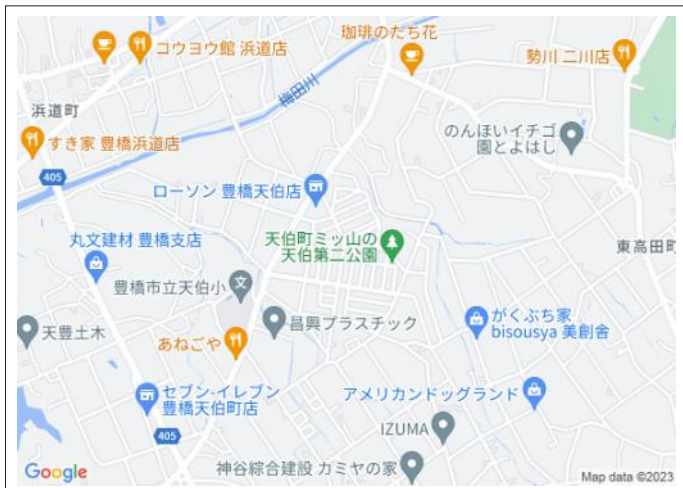 珈琲のたち花
コウヨウ館 浜道店
勢川 二川店
梅田川
浜道町
のんほいイチゴ
園とよはし
すき家 豊橋浜道店
405
ローソン 豊橋天伯店
丸文建材 豊橋支店
天伯町ミッ山の
天伯第二公園
東高田町
豊橋市立天伯小
文
がくぶち家
bisousya 美創舎
天豊土木
昌興プラスチック
あねごや
セブン-イレブン
豊橋天伯町店
アメリカンドッグランド
405
IZUMA
神谷綜合建設 カミヤの家
Google
Map data ©2023